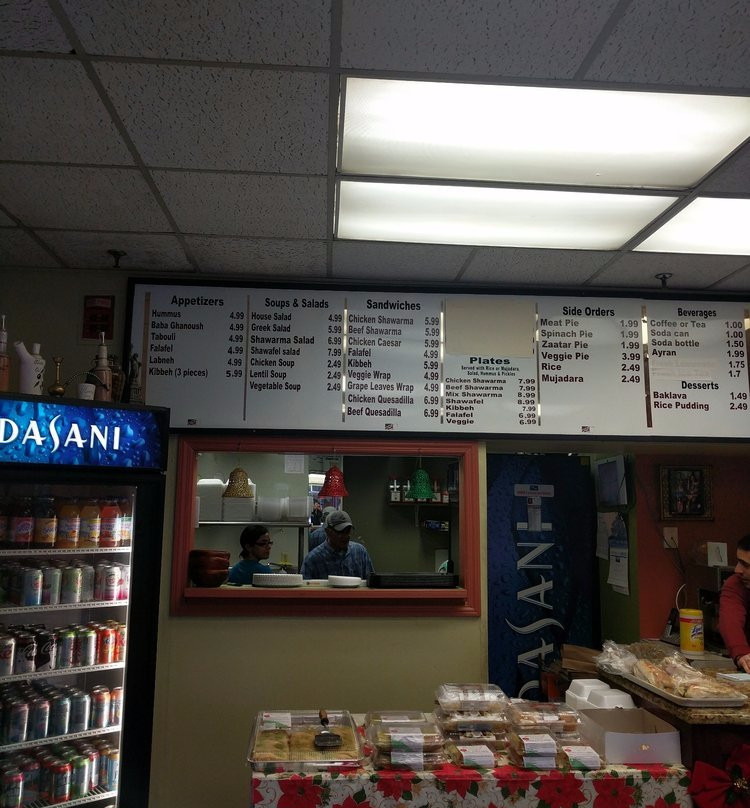 Appetizers
Hummus 4.99
Baba Ghanoush 4.99
Tabouli 4.99
Falafel 4.99
Labneh 4.99
Kibbeh (3 pieces) 5.99
Soups & Salads
House Salad 4.99
Greek Salad 5.99
Shawarma Salad 6.99
Shawafel salad 7.99
Chicken Soup 2.49
Lentil Soup 2.49
Vegetable Soup 2.49
Sandwiches
Chicken Shawarma 5.99
Beef Shawarma 5.99
Chicken Caesar 5.99
Falafel 4.99
Kibbeh 5.99
Veggie Wrap 4.99
Grape Leaves Wrap 4.99
Chicken Quesadilla 6.99
Beef Quesadilla 6.99
Plates
Served with Rice or Mujadara,
Salad, Hummus & Pickles
Chicken Shawarma 7.99
Beef Shawarma 7.99
Mix Shawarma 8.99
Shawafel 8.99
Kibbeh 7.99
Falafel 6.99
Veggie 6.99
Side Orders
Meat Pie 1.99
Spinach Pie 1.99
Zaatar Pie 1.99
Veggie Pie 3.99
Rice 2.49
Mujadara 2.49
Beverages
Coffee or Tea 1.00
Soda can 1.00
Soda bottle 1.50
Ayran 1.99
1.75
1.7
Desserts
Baklava 1.49
Rice Pudding 2.49
DASANI
DASANI